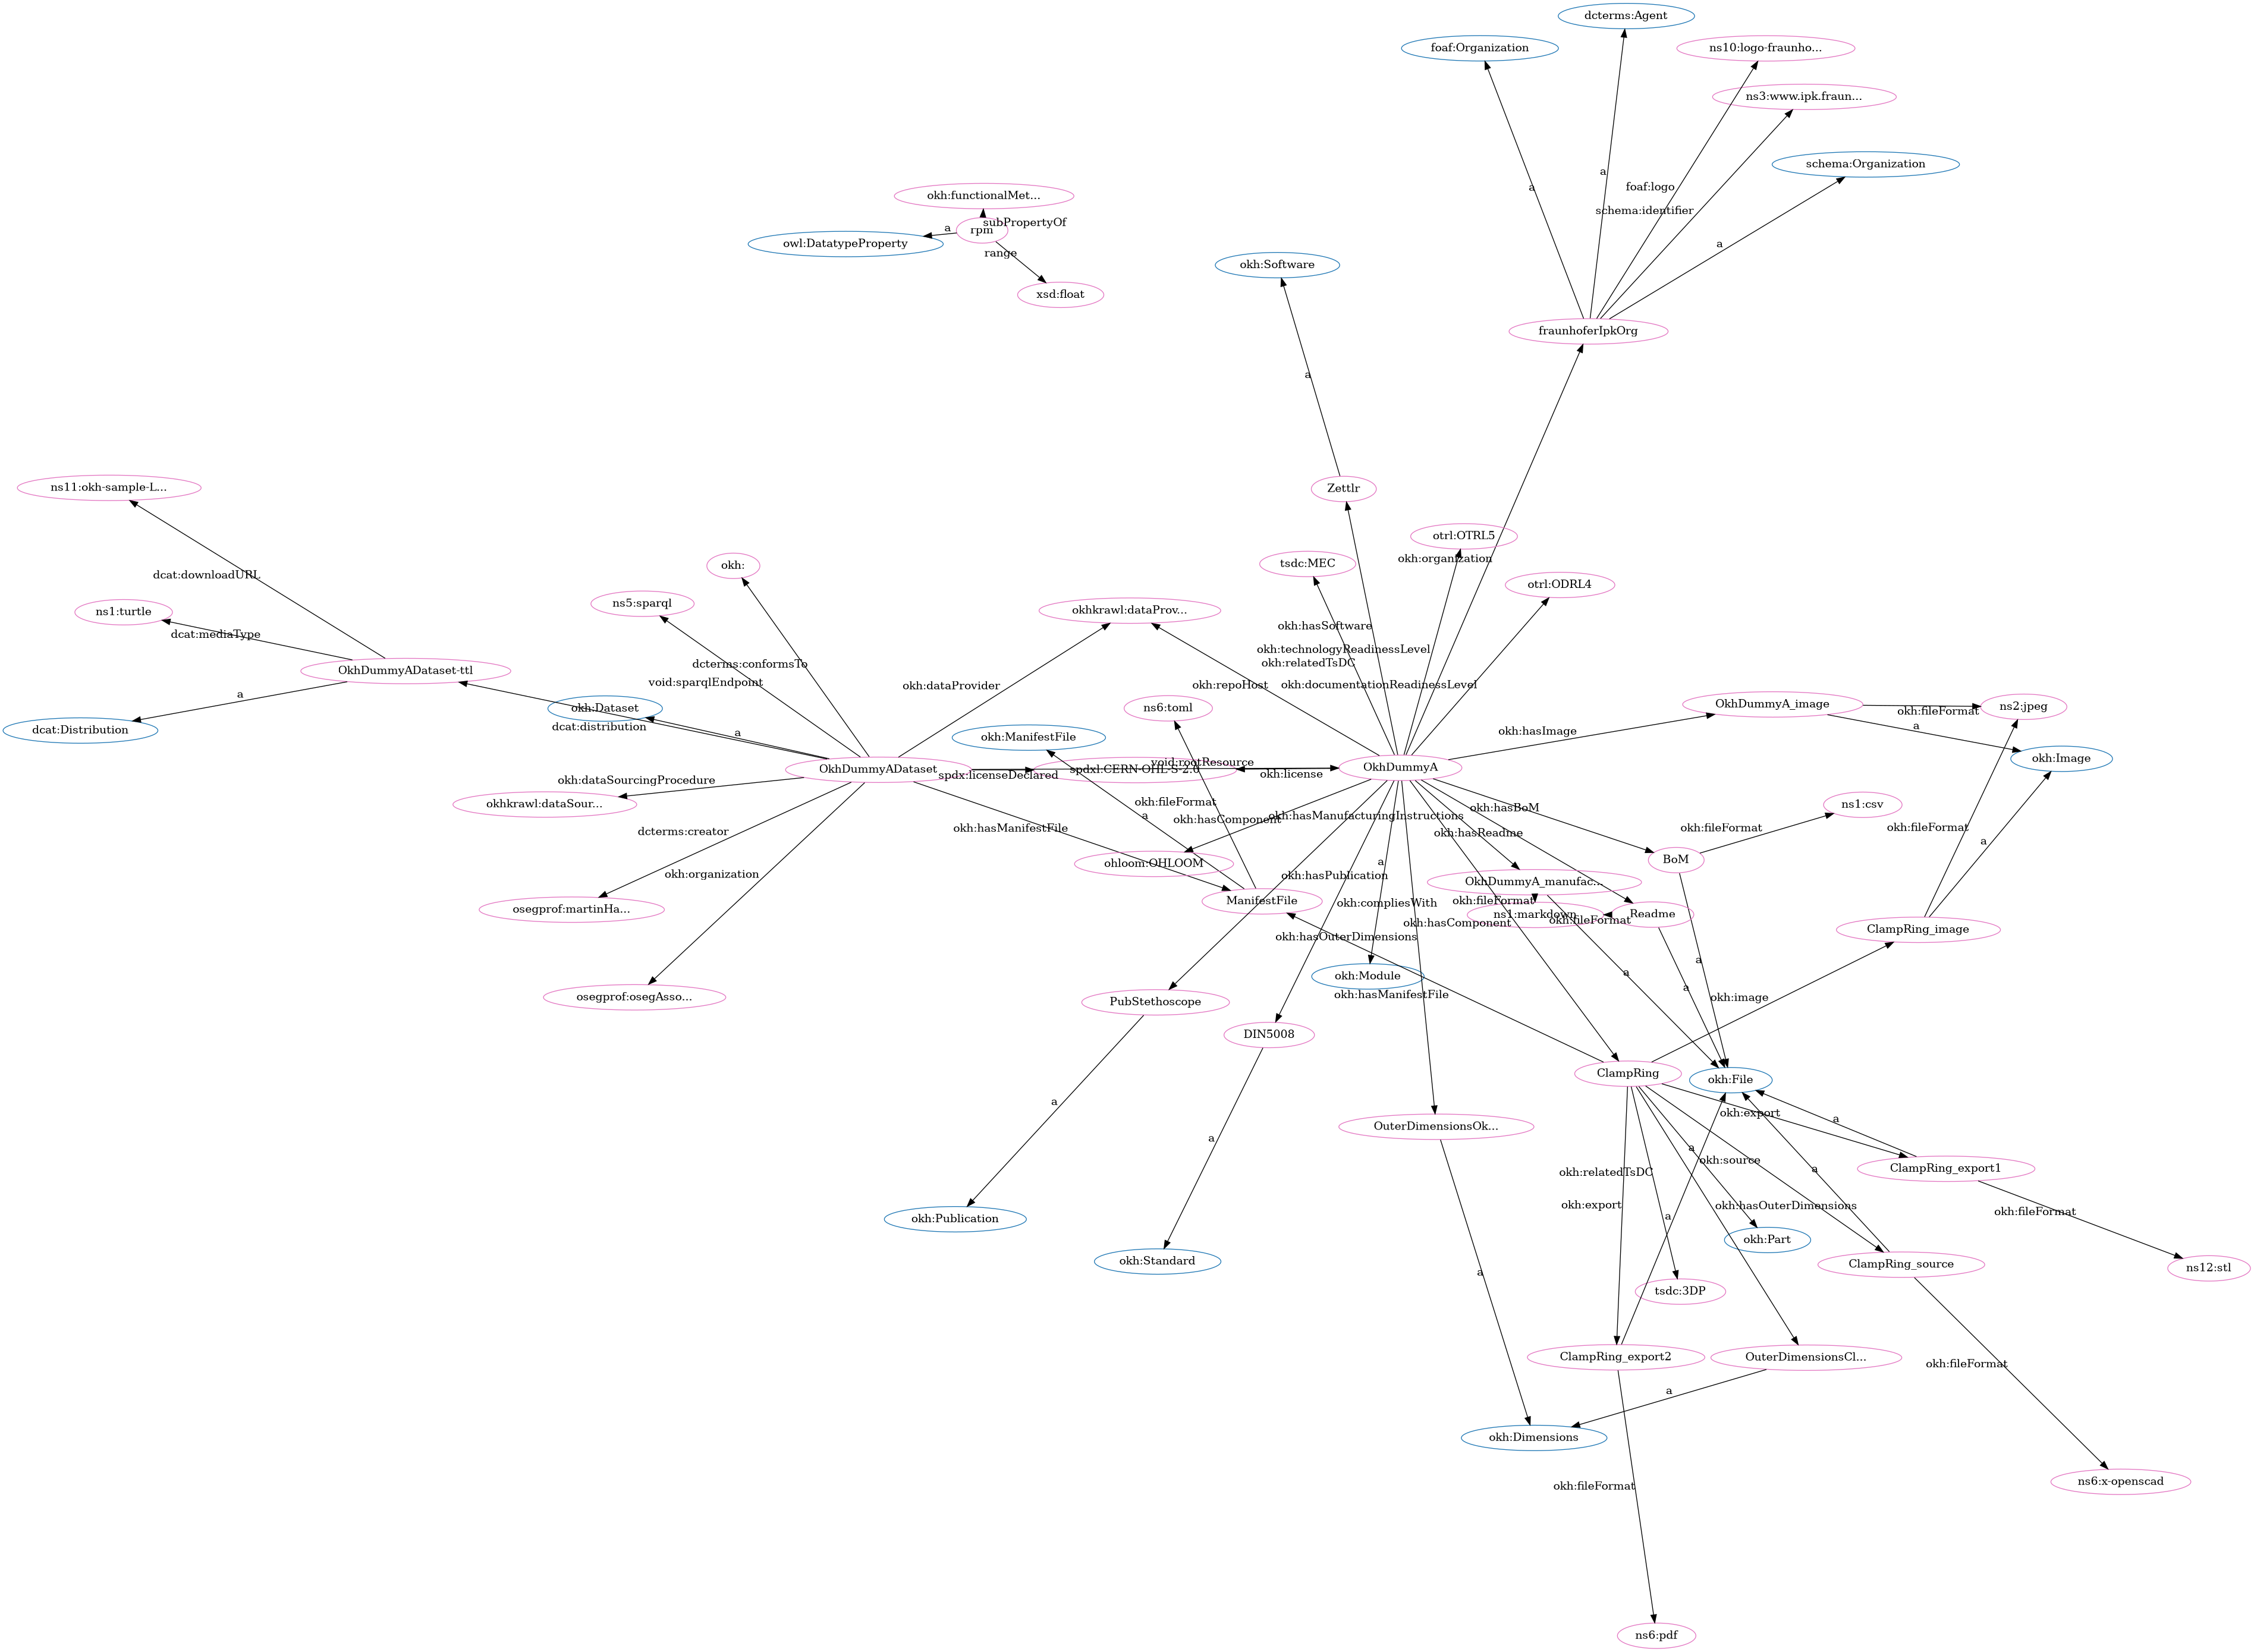 dcterms:Agent
foaf:Organization
ns10:logo-fraunho...
ns3:www.ipk.fraun...
schema:Organization
a
a
foaf:logo
okh:functionalMet...
schema:identifier
subPropertyOf
a
rpm
owl:DatatypeProperty
a
range
okh:Software
xsd:float
fraunhoferIpkOrg
a
ns11:okh-sample-L...
Zettlr
otrl:OTRL5
okh:organization
tsdc:MEC
okh:
dcat:downloadURL
otrl:ODRL4
ns5:sparql
ns1:turtle
okhkrawl:dataProv...
okh:hasSoftware
dcat:mediaType
okh:technologyReadinessLevel
dcterms:conformsTo
okh:relatedTsDC
OkhDummyADataset-ttl
void:sparqlEndpoint
okh:dataProvider
okh:repoHost
okh:documentationReadinessLevel
a
OkhDummyA_image
ns2:jpeg
okh:fileFormat
okh:Dataset
ns6:toml
dcat:Distribution
dcat:distribution
a
okh:ManifestFile
okh:hasImage
a
okh:Image
void:rootResource
OkhDummyADataset
spdxl:CERN-OHL-S-2.0
OkhDummyA
spdx:licenseDeclared
okh:license
okh:dataSourcingProcedure
okhkrawl:dataSour...
okh:fileFormat
okh:hasBoM
ns1:csv
a
okh:hasManufacturingInstructions
okh:hasComponent
okh:hasManifestFile
okh:fileFormat
okh:fileFormat
dcterms:creator
okh:hasReadme
a
ohloom:OHLOOM
a
BoM
okh:organization
okh:hasPublication
OkhDummyA_manufac...
ManifestFile
okh:compliesWith
okh:fileFormat
osegprof:martinHa...
ns1:markdown
Readme
okh:fileFormat
okh:hasComponent
ClampRing_image
okh:hasOuterDimensions
a
a
okh:Module
a
okh:hasManifestFile
okh:image
osegprof:osegAsso...
PubStethoscope
DIN5008
ClampRing
okh:File
a
okh:export
a
OuterDimensionsOk...
a
a
okh:source
a
ClampRing_export1
okh:relatedTsDC
okh:export
okh:hasOuterDimensions
okh:fileFormat
okh:Publication
a
okh:Part
okh:Standard
ClampRing_source
ns12:stl
a
tsdc:3DP
ClampRing_export2
OuterDimensionsCl...
okh:fileFormat
a
okh:Dimensions
ns6:x-openscad
okh:fileFormat
ns6:pdf